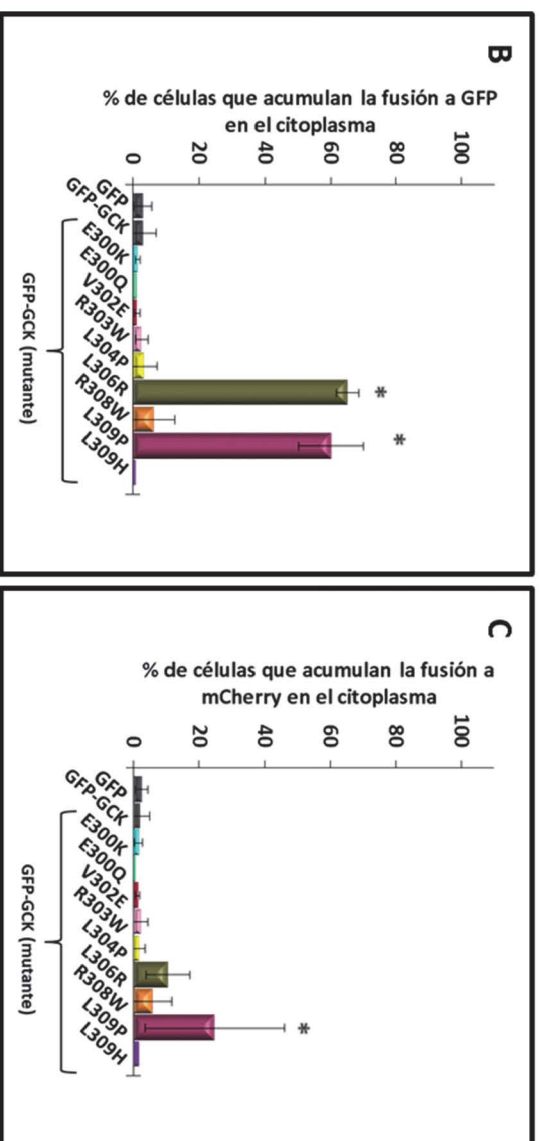 B
% de células que acumulan la fusión a GFP
en el citoplasma
100
80
60
40
20
0
*
*
GFP
GFP-GCK
E300K
E300Q
V302E
R303W
L304P
L306R
R308W
L309P
L309H
GFP-GCK (mutante)
C
% de células que acumulan la fusión a
mCherry en el citoplasma
100
80
60
40
20
0
*
GFP
GFP-GCK
E300K
E300Q
V302E
R303W
L304P
L306R
R308W
L309P
L309H
GFP-GCK (mutante)